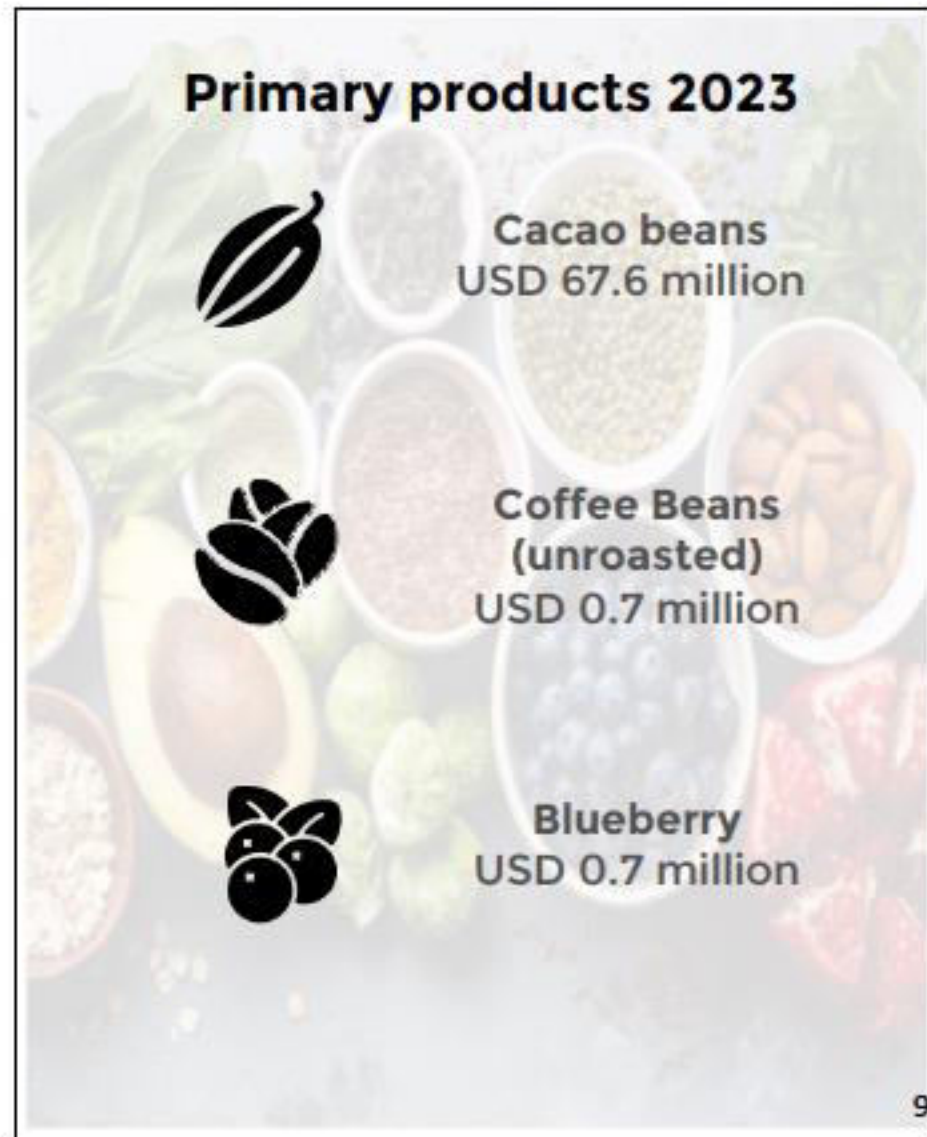 Primary products 2023
Cacao beans
USD 67.6 million
Coffee Beans
(unroasted)
USD 0.7 million
Blueberry
USD 0.7 million
9